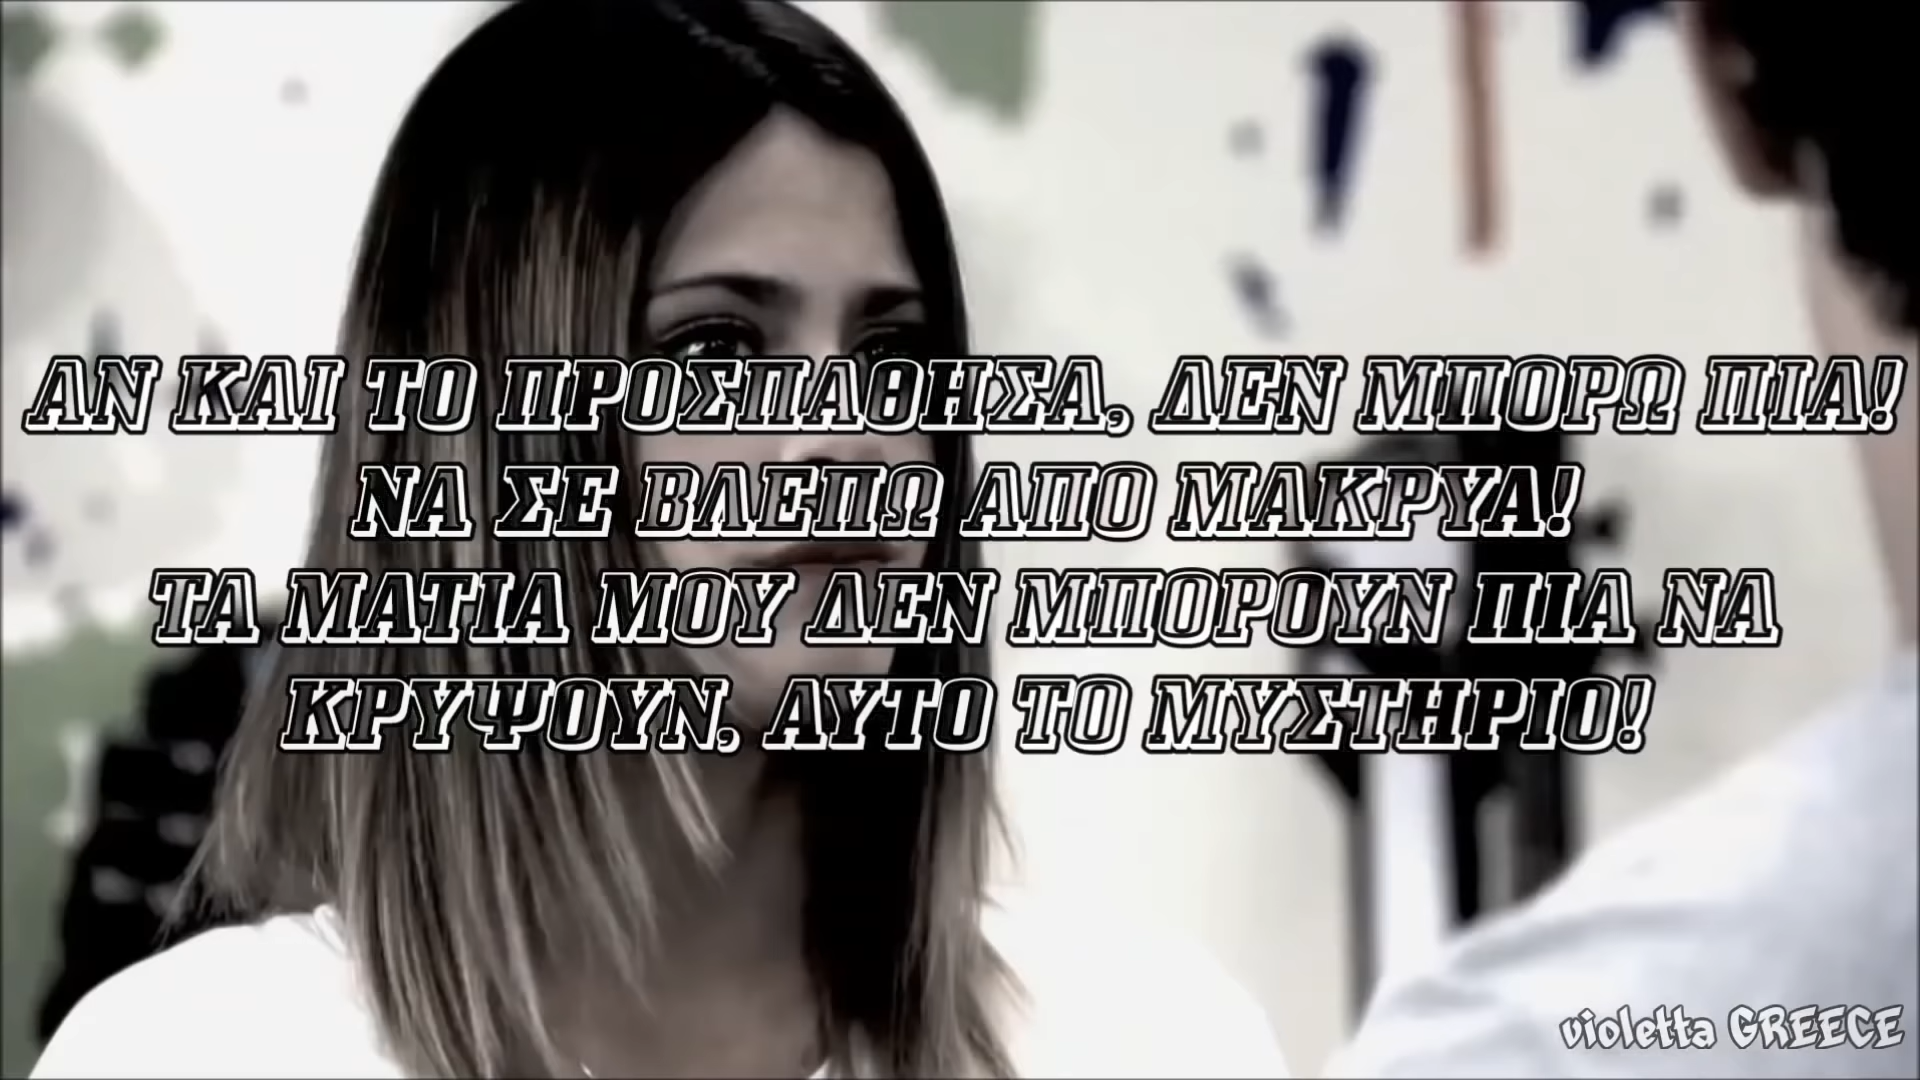 ΑΝ ΚΑΙ ΤΟ ΠΡΟΣΠΑΘΗΣΑ, ΔΕΝ ΜΠΟΡΩ ΠΙΑ!
ΝΑ ΣΕ ΒΛΕΠΩ ΑΠΟ ΜΑΚΡΥΑ!
ΤΑ ΜΑΤΙΑ ΜΟΥ ΔΕΝ ΜΠΟΡΟΥΝ ΠΙΑ ΝΑ
ΚΡΥΨΟΥΝ, ΑΥΤΟ ΤΟ ΜΥΣΤΗΡΙΟ!
violetta GREECE